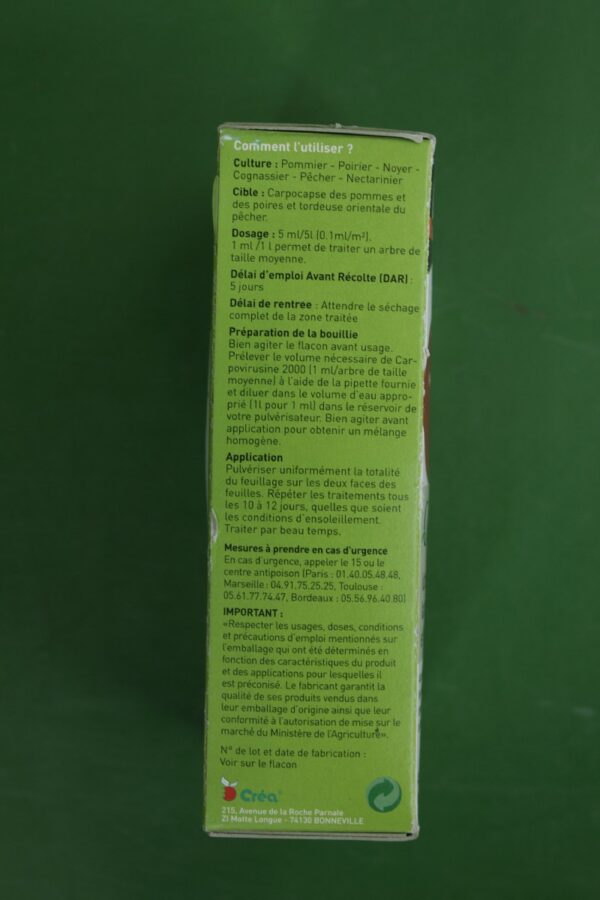 Comment l'utiliser ?
Culture : Pommier - Poirier - Noyer -
Cognassier - Pêcher - Nectarinier
Cible : Carpocapse des pommes et
des poires et tordeuse orientale du
pêcher.
Dosage : 5 ml/5l (0.1ml/m²).
1 ml /1 l permet de traiter un arbre de
taille moyenne.
Délai d'emploi Avant Récolte (DAR) :
5 jours
Délai de rentrée : Attendre le séchage
complet de la zone traitée
Préparation de la bouillie
Bien agiter le flacon avant usage.
Prélever le volume nécessaire de Car-
povirusine 2000 (1 ml/arbre de taille
moyenne) à l'aide de la pipette fournie
et diluer dans le volume d'eau appro-
prié (1l pour 1 ml) dans le réservoir de
votre pulvérisateur. Bien agiter avant
application pour obtenir un mélange
homogène.
Application
Pulvériser uniformément la totalité
du feuillage sur les deux faces des
feuilles. Répéter les traitements tous
les 10 à 12 jours, quelles que soient
les conditions d'ensoleillement.
Traiter par beau temps.
Mesures à prendre en cas d'urgence
En cas d'urgence, appeler le 15 ou le
centre antipoison (Paris : 01.40.05.48.48,
Marseille : 04.91.75.25.25, Toulouse :
05.61.77.74.47, Bordeaux : 05.56.96.40.80)
IMPORTANT :
«Respecter les usages, doses, conditions
et précautions d'emploi mentionnés sur
l'emballage qui ont été déterminés en
fonction des caractéristiques du produit
et des applications pour lesquelles il
est préconisé. Le fabricant garantit la
qualité de ses produits vendus dans
leur emballage d'origine ainsi que leur
conformité à l'autorisation de mise sur le
marché du Ministère de l'Agriculture».
N° de lot et date de fabrication :
Voir sur le flacon
Créa
215, Avenue de la Roche Parnale
ZI Motte Longue - 74130 BONNEVILLE